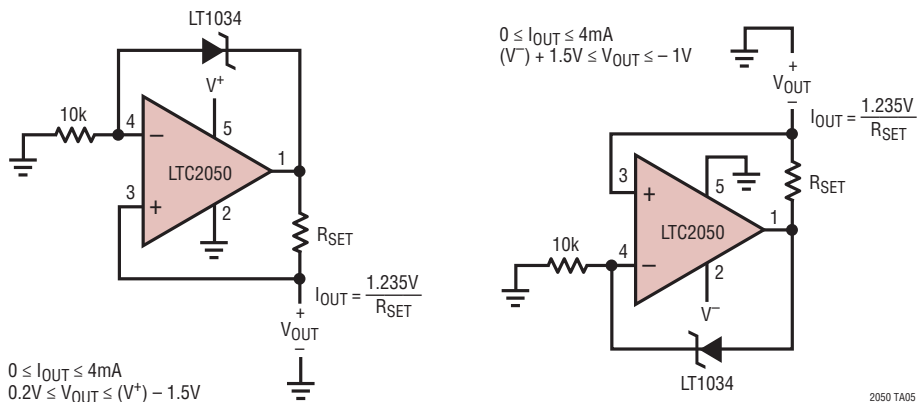 LT1034
V+
10k
4
−
5
1
LTC2050
3
+
2
RSET
IOUT = 1.235V
RSET
+
VOUT
−
0 ≤ IOUT ≤ 4mA
0.2V ≤ VOUT ≤ (V+) – 1.5V
0 ≤ IOUT ≤ 4mA
(V–) + 1.5V ≤ VOUT ≤ – 1V
+
VOUT
−
IOUT = 1.235V
RSET
3
+
5
RSET
LTC2050
1
10k
4
−
2
V–
LT1034
2050 TA05